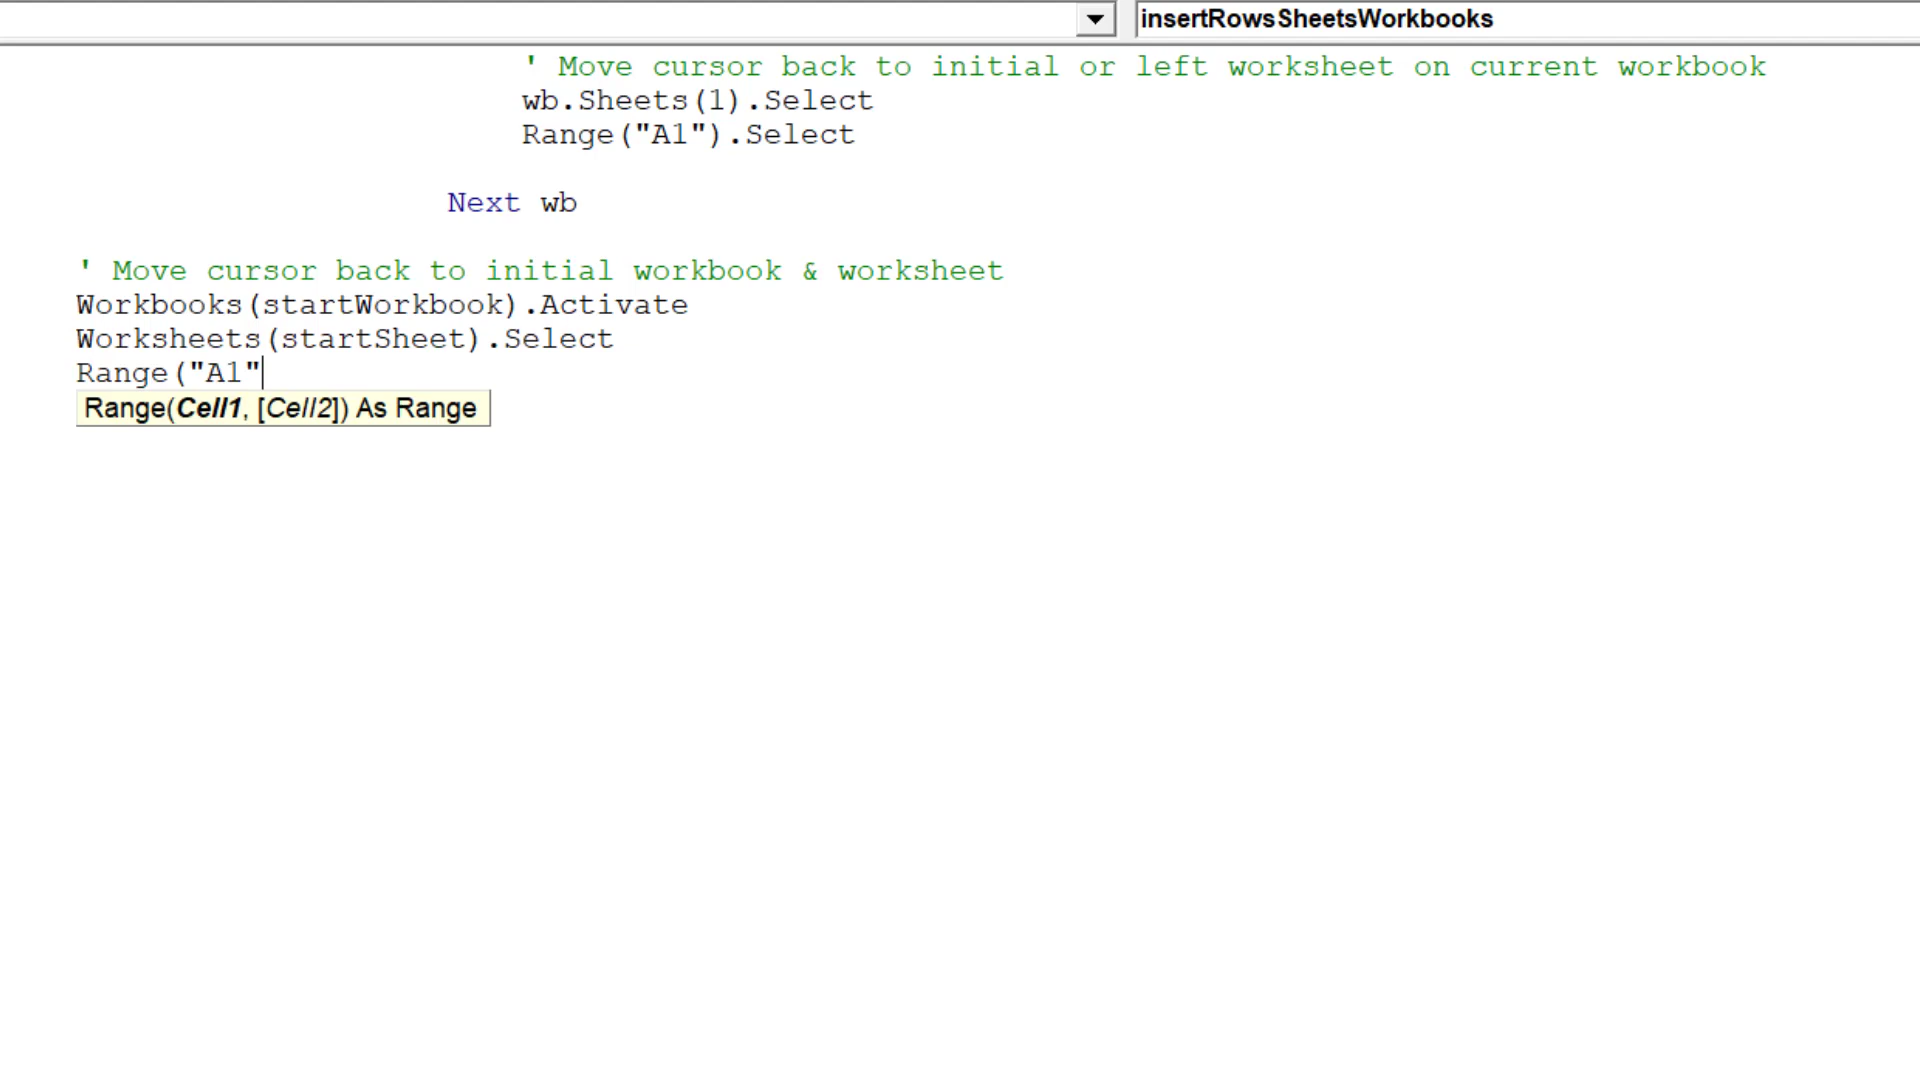 insertRowsSheetsWorkbooks
' Move cursor back to initial or left worksheet on current workbook
wb.Sheets(1).Select
Range("A1").Select
Next wb
' Move cursor back to initial workbook & worksheet
Workbooks(startWorkbook).Activate
Worksheets(startSheet).Select
Range("A1"
Range(Cell1, [Cell2]) As Range